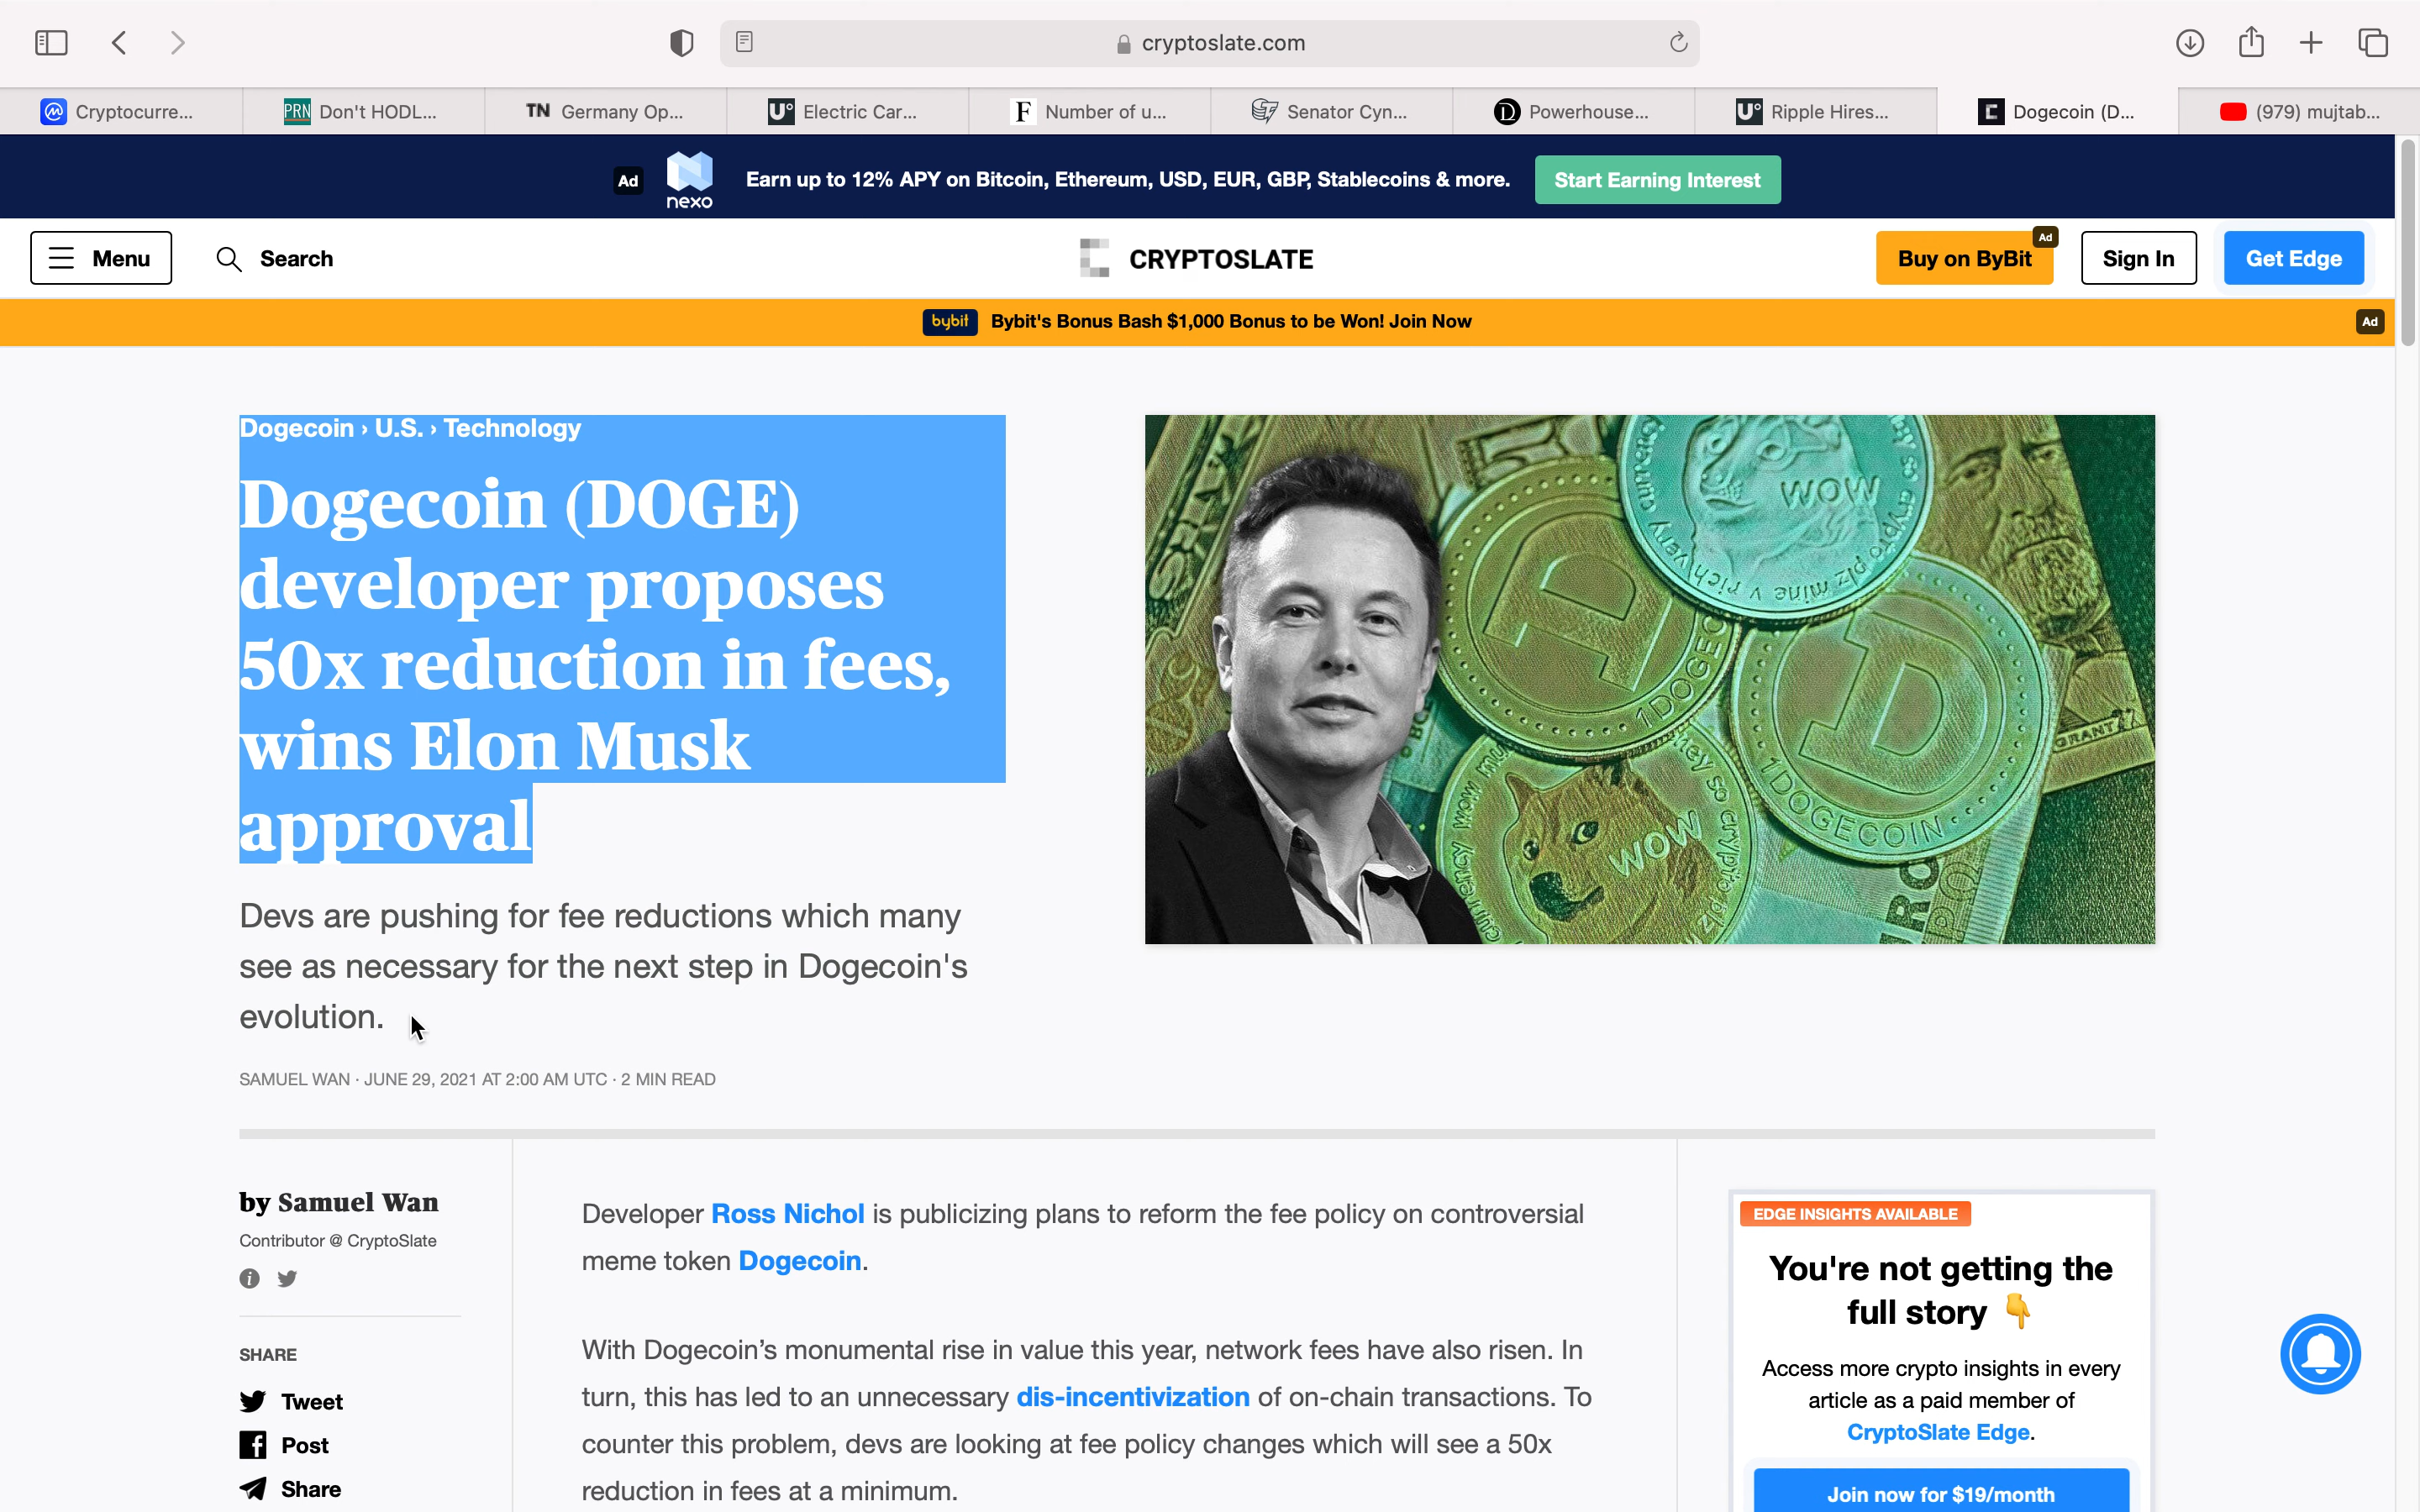 cryptoslate.com
Cryptocurre...
PRN Don't HODL...
TN Germany Op...
U° Electric Car...
F Number of u...
Senator Cyn...
D Powerhouse...
U° Ripple Hires...
Dogecoin (D...
(979) mujtab...
Ad
nexo
Earn up to 12% APY on Bitcoin, Ethereum, USD, EUR, GBP, Stablecoins & more.
Start Earning Interest
Menu
Search
CRYPTOSLATE
Buy on ByBit
Ad
Sign In
Get Edge
bybit Bybit's Bonus Bash $1,000 Bonus to be Won! Join Now
Ad
Dogecoin › U.S. › Technology
Dogecoin (DOGE)
developer proposes
50x reduction in fees,
wins Elon Musk
approval
Devs are pushing for fee reductions which many
see as necessary for the next step in Dogecoin's
evolution.
SAMUEL WAN · JUNE 29, 2021 AT 2:00 AM UTC · 2 MIN READ
WOW
1DOGECOIN
WOW
GRANT
by Samuel Wan
Contributor @ CryptoSlate
SHARE
Tweet
Post
Share
Developer Ross Nichol is publicizing plans to reform the fee policy on controversial
meme token Dogecoin.
With Dogecoin’s monumental rise in value this year, network fees have also risen. In
turn, this has led to an unnecessary dis-incentivization of on-chain transactions. To
counter this problem, devs are looking at fee policy changes which will see a 50x
reduction in fees at a minimum.
EDGE INSIGHTS AVAILABLE
You're not getting the
full story 👇
Access more crypto insights in every
article as a paid member of
CryptoSlate Edge.
Join now for $19/month